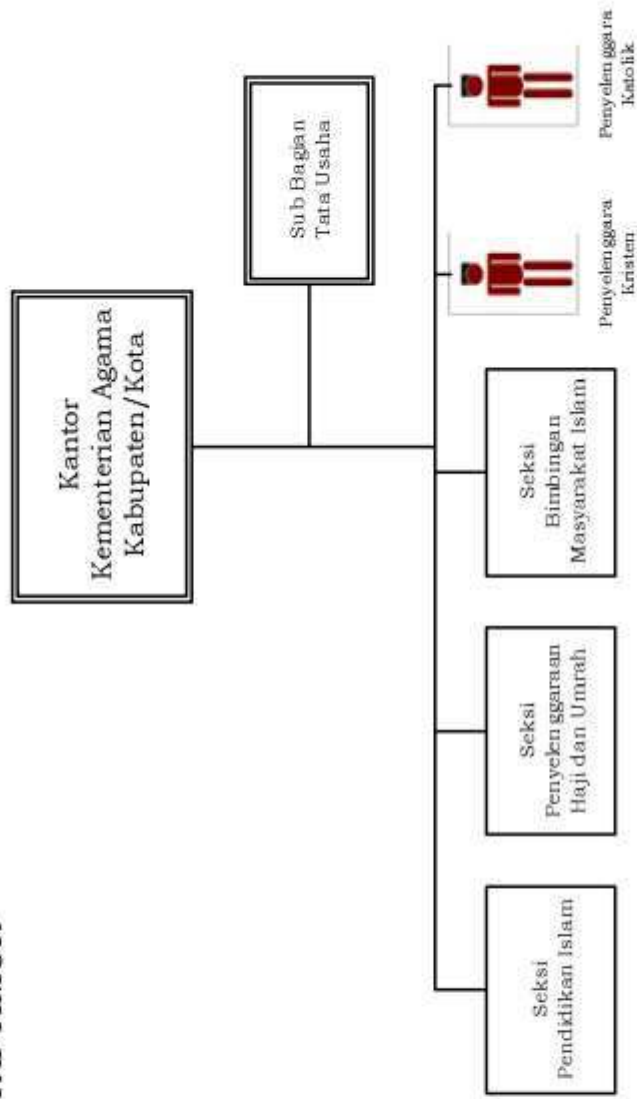 Kantor
Kementerian Agama
Kabupaten/Kota
Sub Bagian
Tata Usaha
Seksi
Pendidikan Islam
Seksi
Penyelenggaraan
Haji dan Umrah
Seksi
Bimbingan
Masyarakat Islam
Penyelenggara
Kristen
Penyelenggara
Katolik